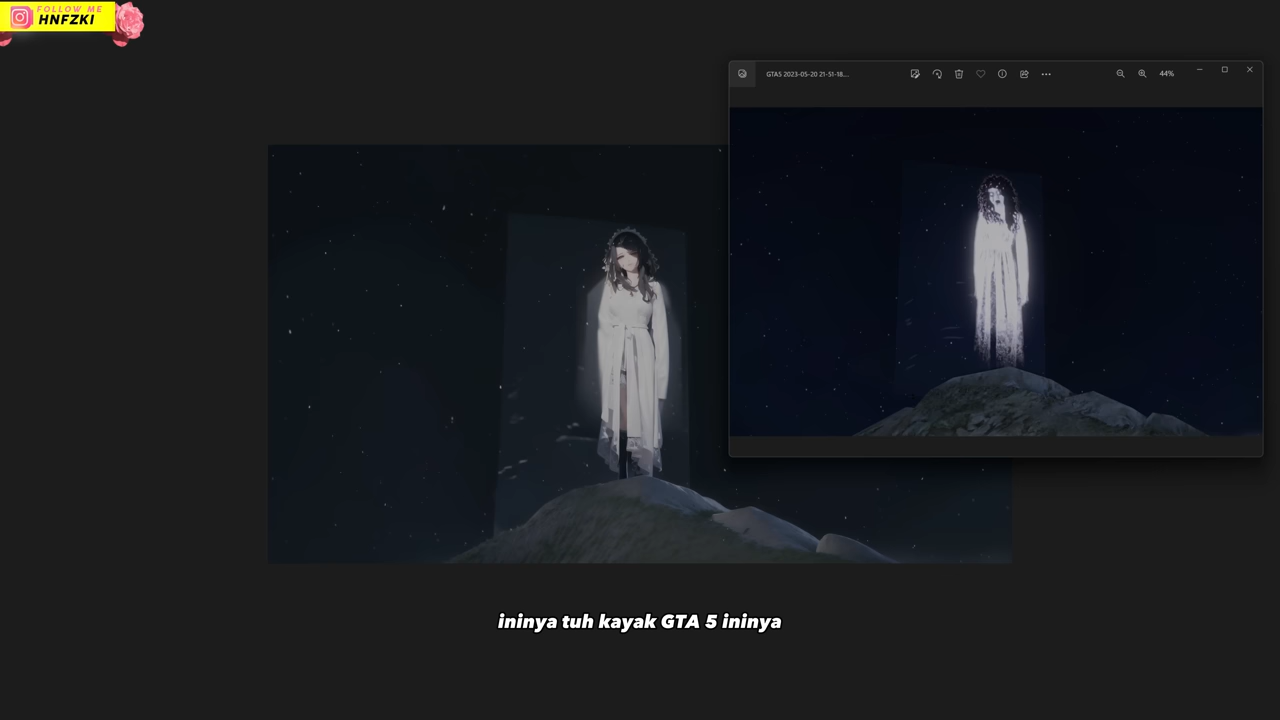 FOLLOW ME
HNFZKI
GTA5 2023-05-20 21-51-18...
44%
ininya tuh kayak GTA 5 ininya